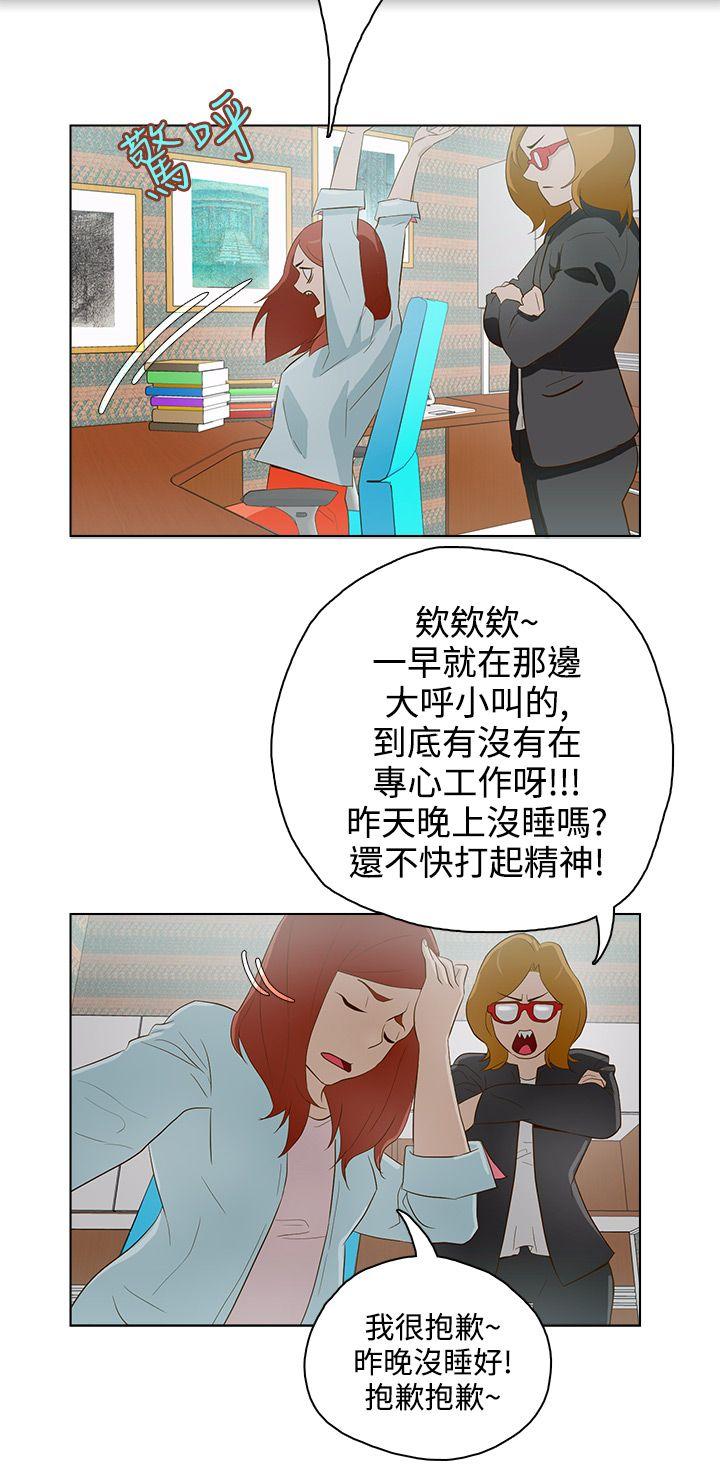 驚呼
欸欸欸~
一早就在那邊
大呼小叫的,
到底有沒有在
專心工作呀!!!
昨天晚上沒睡嗎?
還不快打起精神!
我很抱歉~
昨晚沒睡好!
抱歉抱歉~